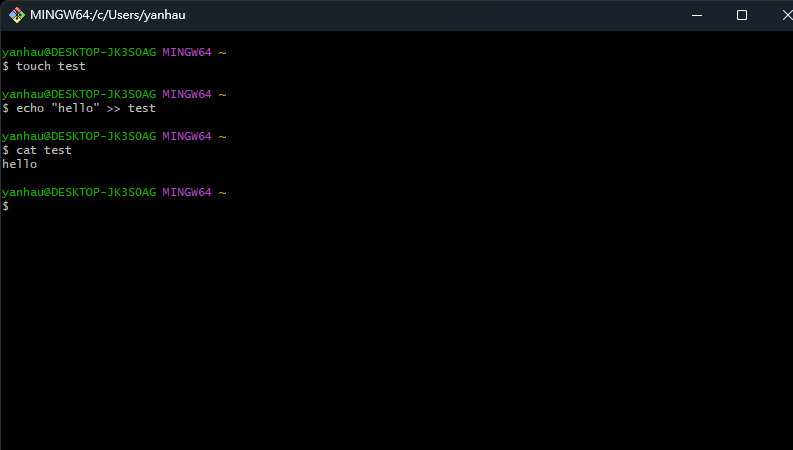 MINGW64:/c/Users/yanhau
yanhau@DESKTOP-JK3SOAG MINGW64 ~
$ touch test
yanhau@DESKTOP-JK3SOAG MINGW64 ~
$ echo "hello" >> test
yanhau@DESKTOP-JK3SOAG MINGW64 ~
$ cat test
hello
yanhau@DESKTOP-JK3SOAG MINGW64 ~
$